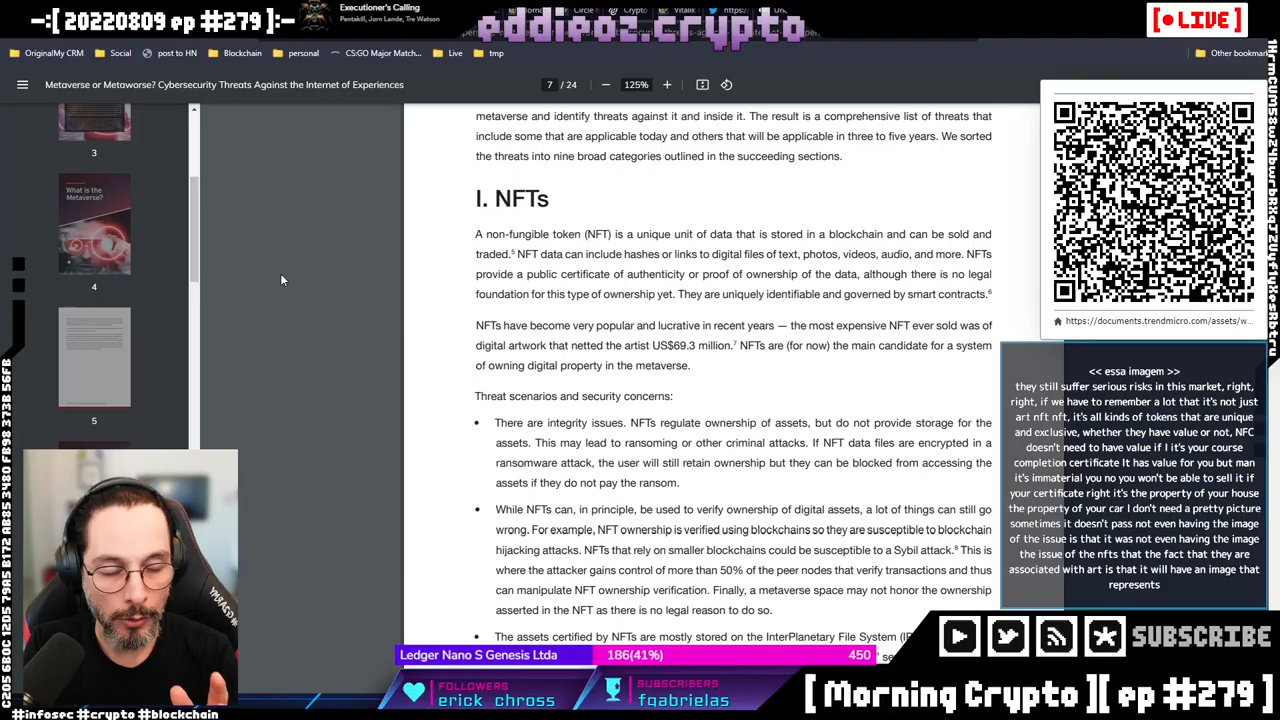 -:[ 20220809 ep #279 ]:-
Executioner's Calling
Pentakill, Jorn Lande, Tre Watson
eddieoz.crypto
[ ● LIVE ]
OriginalMy CRM
Social
post to HN
Blockchain
personal
CS:GO Major Match...
Live
tmp
Other bookmar
Metaverse or Metaworse? Cybersecurity Threats Against the Internet of Experiences
7 / 24
125%
3
What is the
Metaverse?
4
5
metaverse and identify threats against it and inside it. The result is a comprehensive list of threats that
include some that are applicable today and others that will be applicable in three to five years. We sorted
the threats into nine broad categories outlined in the succeeding sections.
I. NFTs
A non-fungible token (NFT) is a unique unit of data that is stored in a blockchain and can be sold and
traded.⁵ NFT data can include hashes or links to digital files of text, photos, videos, audio, and more. NFTs
provide a public certificate of authenticity or proof of ownership of the data, although there is no legal
foundation for this type of ownership yet. They are uniquely identifiable and governed by smart contracts.⁶
NFTs have become very popular and lucrative in recent years — the most expensive NFT ever sold was of
digital artwork that netted the artist US$69.3 million.⁷ NFTs are (for now) the main candidate for a system
of owning digital property in the metaverse.
Threat scenarios and security concerns:
• There are integrity issues. NFTs regulate ownership of assets, but do not provide storage for the
assets. This may lead to ransoming or other criminal attacks. If NFT data files are encrypted in a
ransomware attack, the user will still retain ownership but they can be blocked from accessing the
assets if they do not pay the ransom.
• While NFTs can, in principle, be used to verify ownership of digital assets, a lot of things can still go
wrong. For example, NFT ownership is verified using blockchains so they are susceptible to blockchain
hijacking attacks. NFTs that rely on smaller blockchains could be susceptible to a Sybil attack.⁸ This is
where the attacker gains control of more than 50% of the peer nodes that verify transactions and thus
can manipulate NFT ownership verification. Finally, a metaverse space may not honor the ownership
asserted in the NFT as there is no legal reason to do so.
• The assets certified by NFTs are mostly stored on the InterPlanetary File System
https://documents.trendmicro.com/assets/w...
<< essa imagem >>
they still suffer serious risks in this market, right,
right, if we have to remember a lot that it's not just
art nft nft, it's all kinds of tokens that are unique
and exclusive, whether they have value or not, NFC
doesn't need to have value if I it's your course
completion certificate It has value for you but man
it's immaterial you no you won't be able to sell it if
your certificate right it's the property of your house
the property of your car I don't need a pretty picture
sometimes it doesn't pass not even having the image
of the issue is that it was not even having the image
the issue of the nfts that the fact that they are
associated with art is that it will have an image that
represents
Ledger Nano S Genesis Ltda
186(41%)
450
SUBSCRIBE
FOLLOWERS
erick_chross
SUBSCRIBERS
fgabrielas
[ Morning Crypto ][ ep #279 ]
#infosec #crypto #blockchain